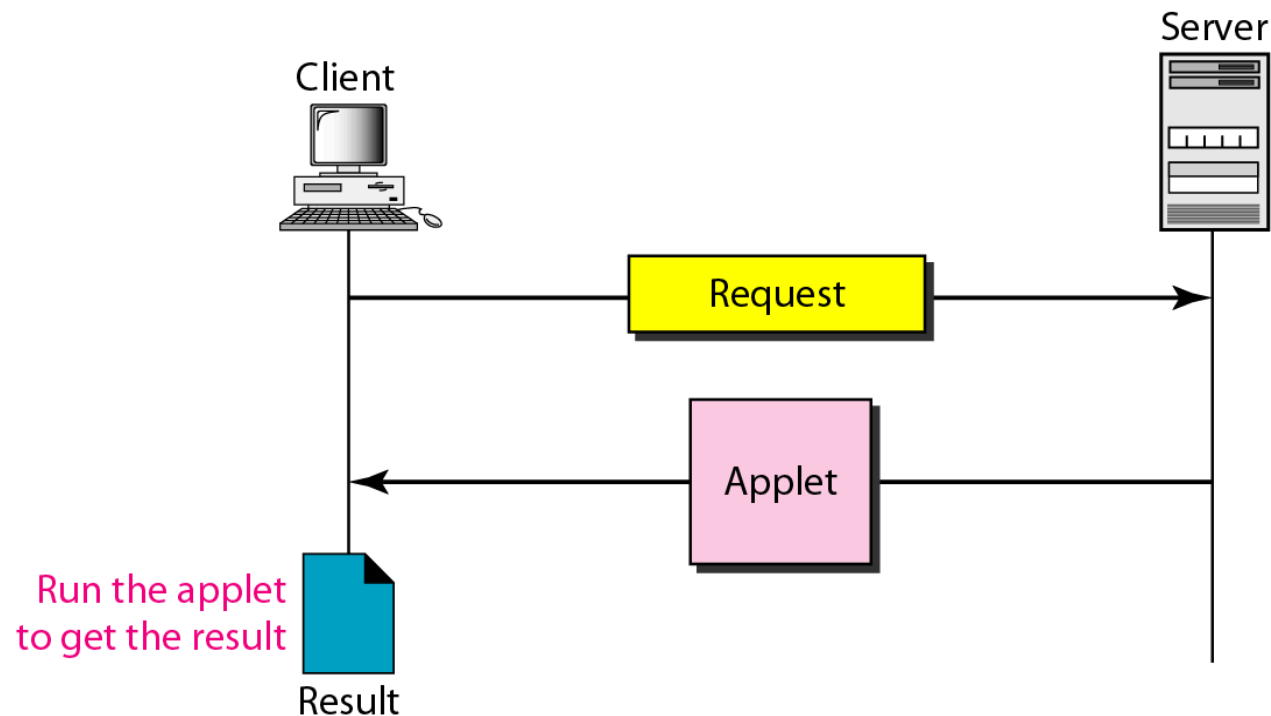 Server
Client
Request
Applet
Run the applet
to get the result
Result